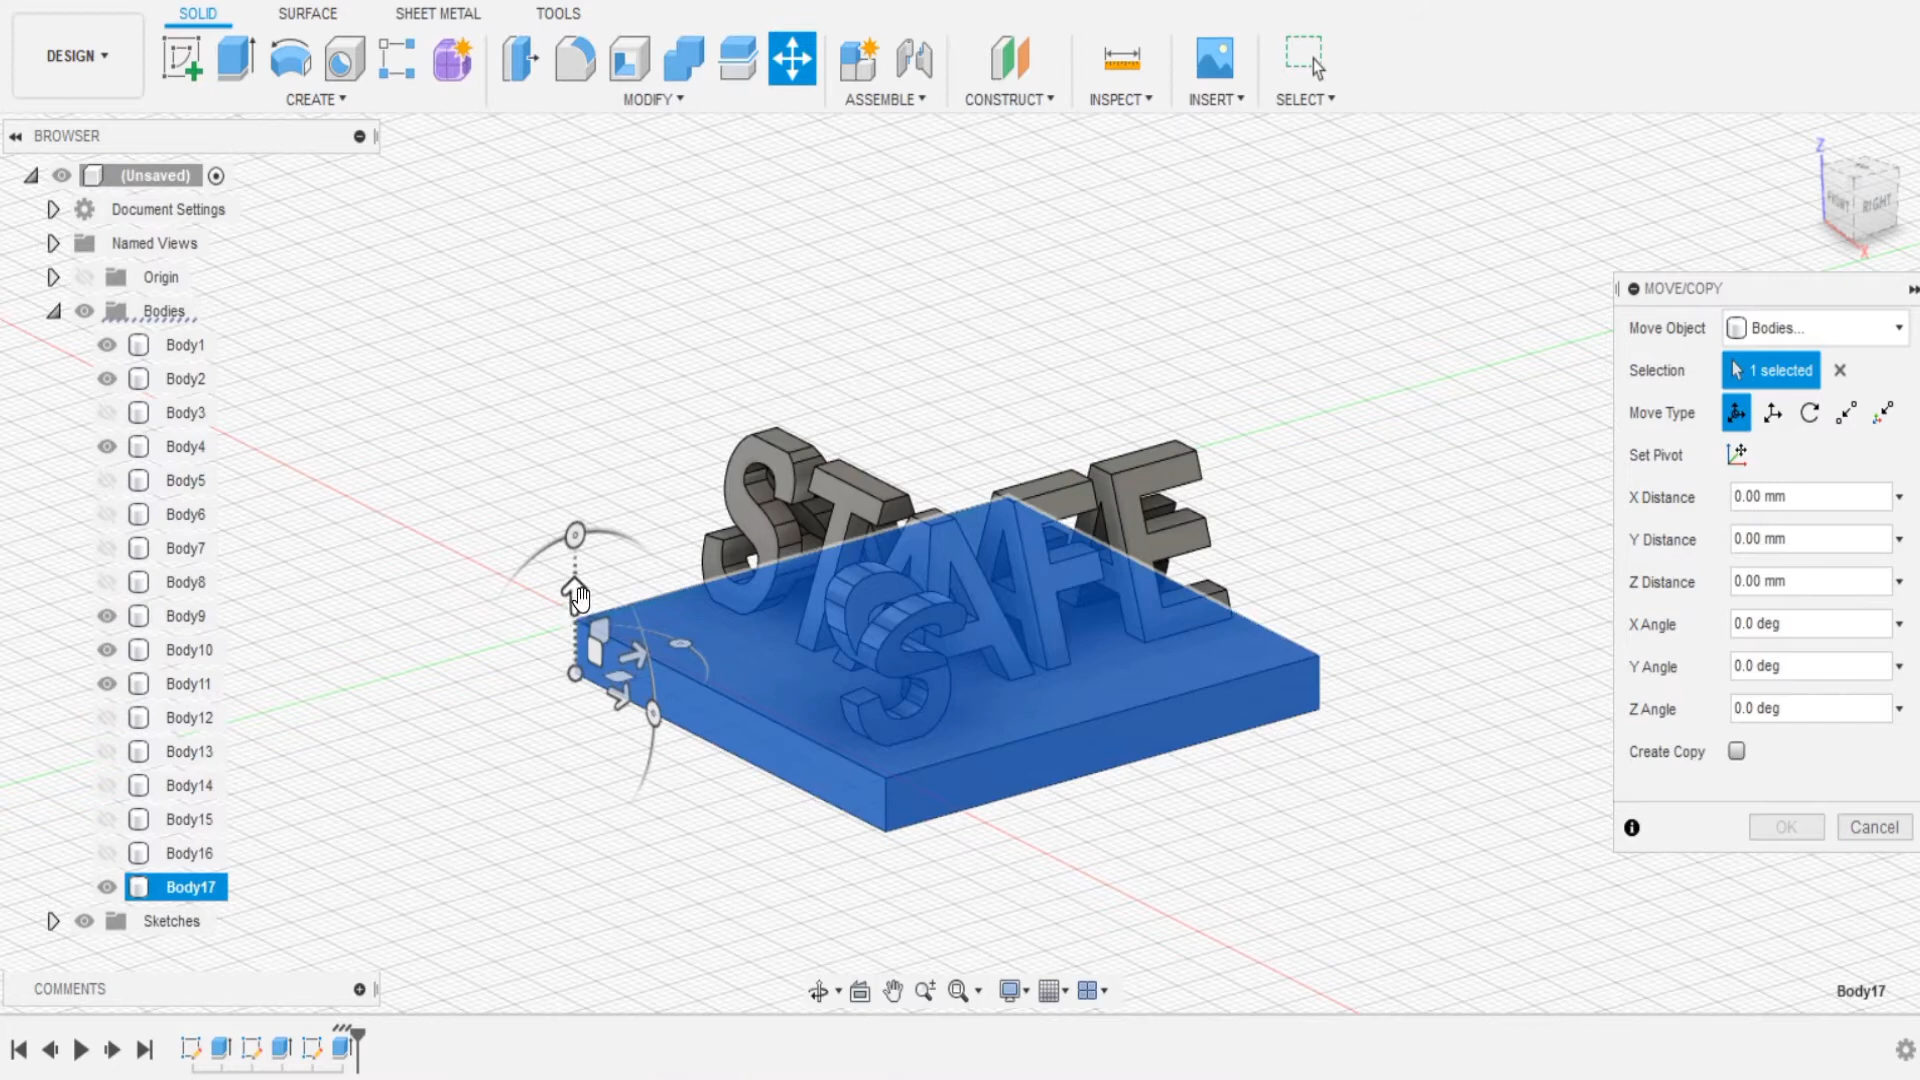 SOLID SURFACE SHEET METAL TOOLS
DESIGN
CREATE MODIFY ASSEMBLE CONSTRUCT INSPECT INSERT SELECT
BROWSER
(Unsaved)
Document Settings
Named Views
Origin
Bodies
Body1
Body2
Body3
Body4
Body5
Body6
Body7
Body8
Body9
Body10
Body11
Body12
Body13
Body14
Body15
Body16
Body17
Sketches
COMMENTS
Z
FRONT RIGHT
X
MOVE/COPY
Move Object Bodies...
Selection 1 selected
Move Type
Set Pivot
X Distance 0.00 mm
Y Distance 0.00 mm
Z Distance 0.00 mm
X Angle 0.0 deg
Y Angle 0.0 deg
Z Angle 0.0 deg
Create Copy
OK Cancel
Body17